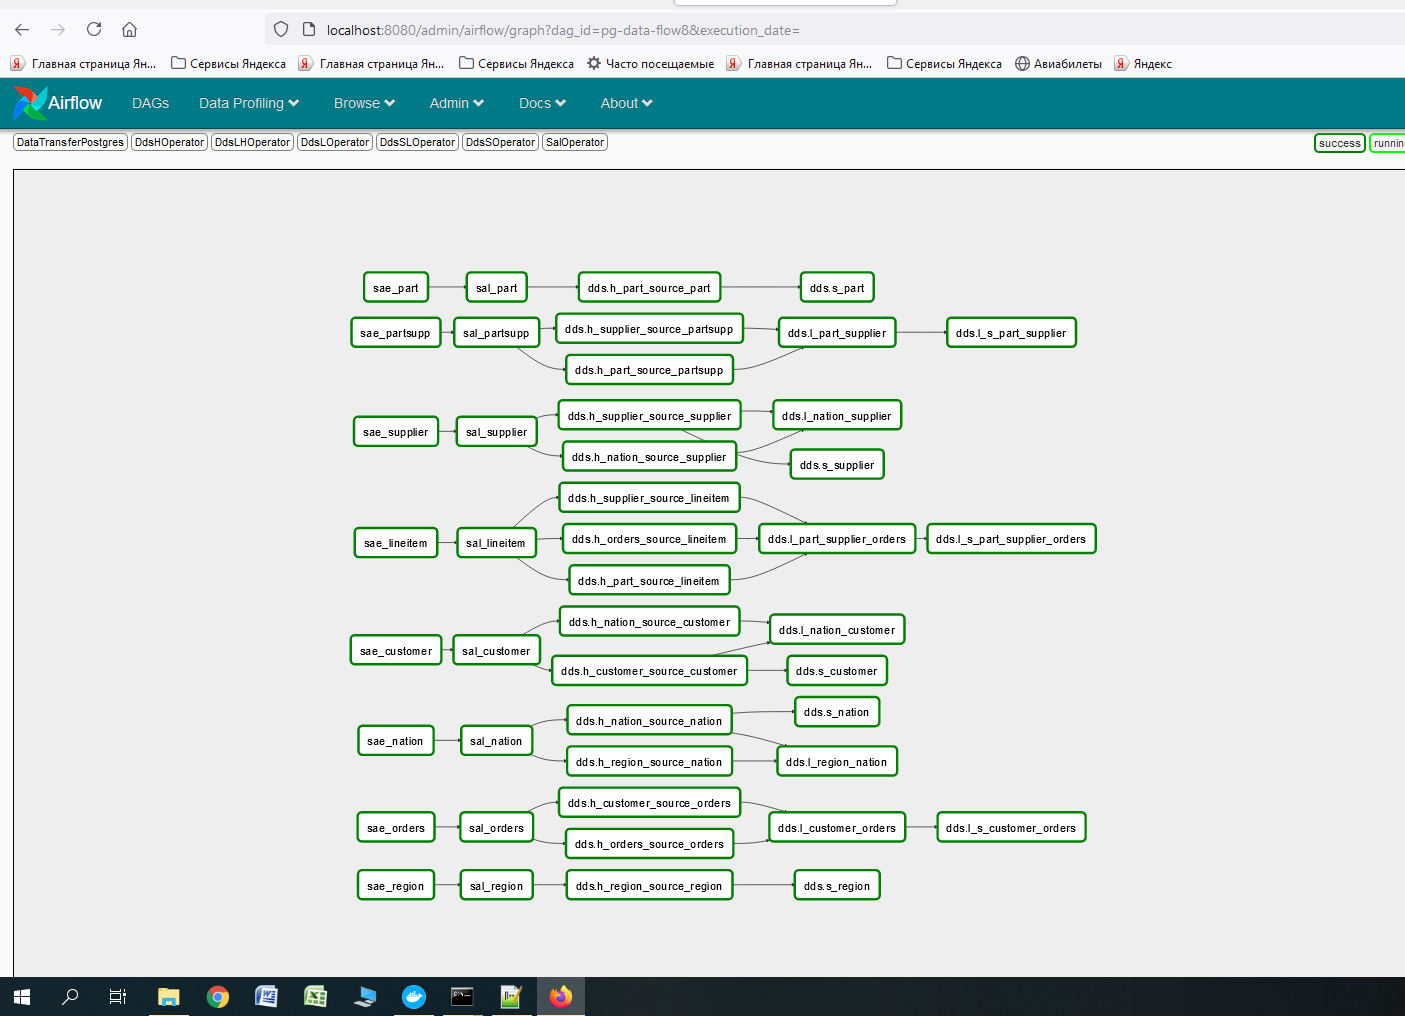 localhost:8080/admin/airflow/graph?dag_id=pg-data-flow8&execution_date=
Главная страница Ян... Сервисы Яндекса Главная страница Ян... Сервисы Яндекса Часто посещаемые Главная страница Ян... Сервисы Яндекса Авиабилеты Яндекс
Airflow DAGs Data Profiling Browse Admin Docs About
DataTransferPostgres DdsHOperator DdsLHOperator DdsLOperator DdsSLOperator DdsSOperator SalOperator success runnin
sae_part sal_part dds.h_part_source_part dds.s_part
sae_partsupp sal_partsupp dds.h_supplier_source_partsupp dds.l_part_supplier dds.l_s_part_supplier
dds.h_part_source_partsupp
dds.h_supplier_source_supplier dds.l_nation_supplier
sae_supplier sal_supplier
dds.h_nation_source_supplier dds.s_supplier
dds.h_supplier_source_lineitem
sae_lineitem sal_lineitem dds.h_orders_source_lineitem dds.l_part_supplier_orders dds.l_s_part_supplier_orders
dds.h_part_source_lineitem
dds.h_nation_source_customer dds.l_nation_customer
sae_customer sal_customer
dds.h_customer_source_customer dds.s_customer
dds.h_nation_source_nation dds.s_nation
sae_nation sal_nation
dds.h_region_source_nation dds.l_region_nation
dds.h_customer_source_orders
sae_orders sal_orders dds.l_customer_orders dds.l_s_customer_orders
dds.h_orders_source_orders
sae_region sal_region dds.h_region_source_region dds.s_region